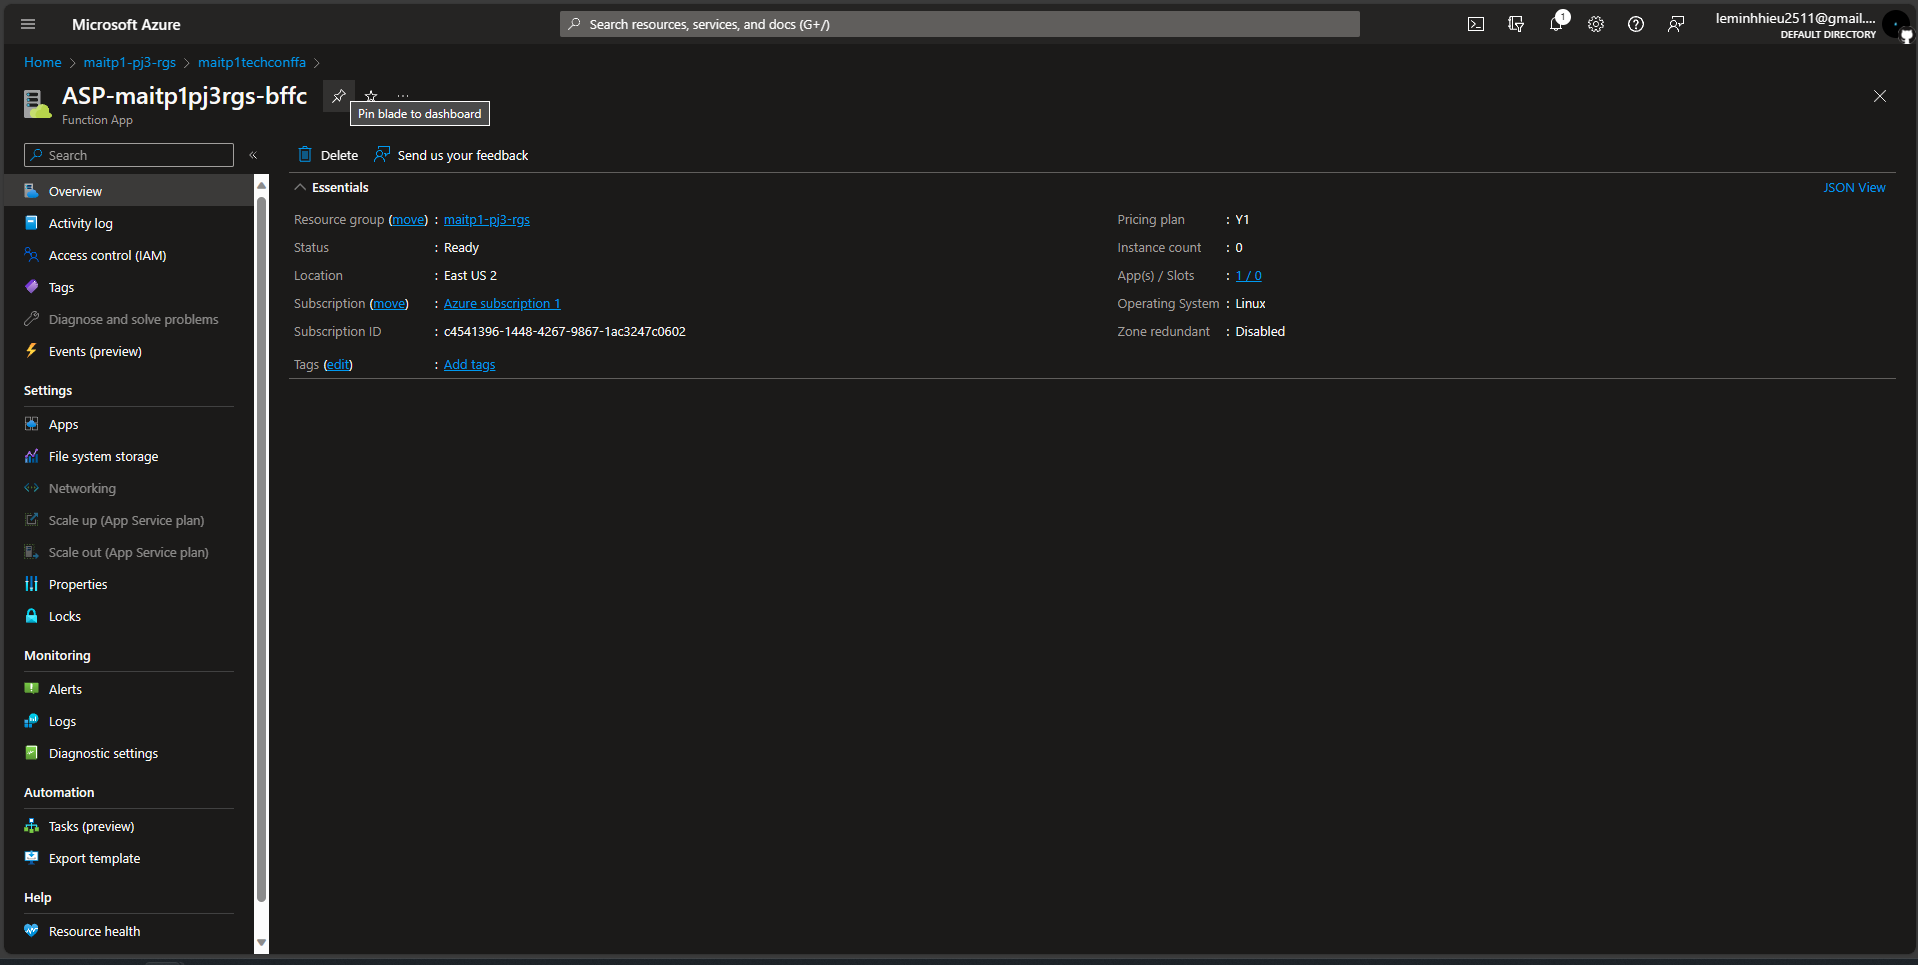 Microsoft Azure
Search resources, services, and docs (G+/)
1
leminhhieu2511@gmail....
DEFAULT DIRECTORY
Home > maitp1-pj3-rgs > maitp1techconffa >
ASP-maitp1pj3rgs-bffc
...
Pin blade to dashboard
Function App
Search
«
Delete
Send us your feedback
Essentials
JSON View
Resource group (move) : maitp1-pj3-rgs
Status : Ready
Location : East US 2
Subscription (move) : Azure subscription 1
Subscription ID : c4541396-1448-4267-9867-1ac3247c0602
Tags (edit) : Add tags
Pricing plan : Y1
Instance count : 0
App(s) / Slots : 1 / 0
Operating System : Linux
Zone redundant : Disabled
Overview
Activity log
Access control (IAM)
Tags
Diagnose and solve problems
Events (preview)
Settings
Apps
File system storage
Networking
Scale up (App Service plan)
Scale out (App Service plan)
Properties
Locks
Monitoring
Alerts
Logs
Diagnostic settings
Automation
Tasks (preview)
Export template
Help
Resource health